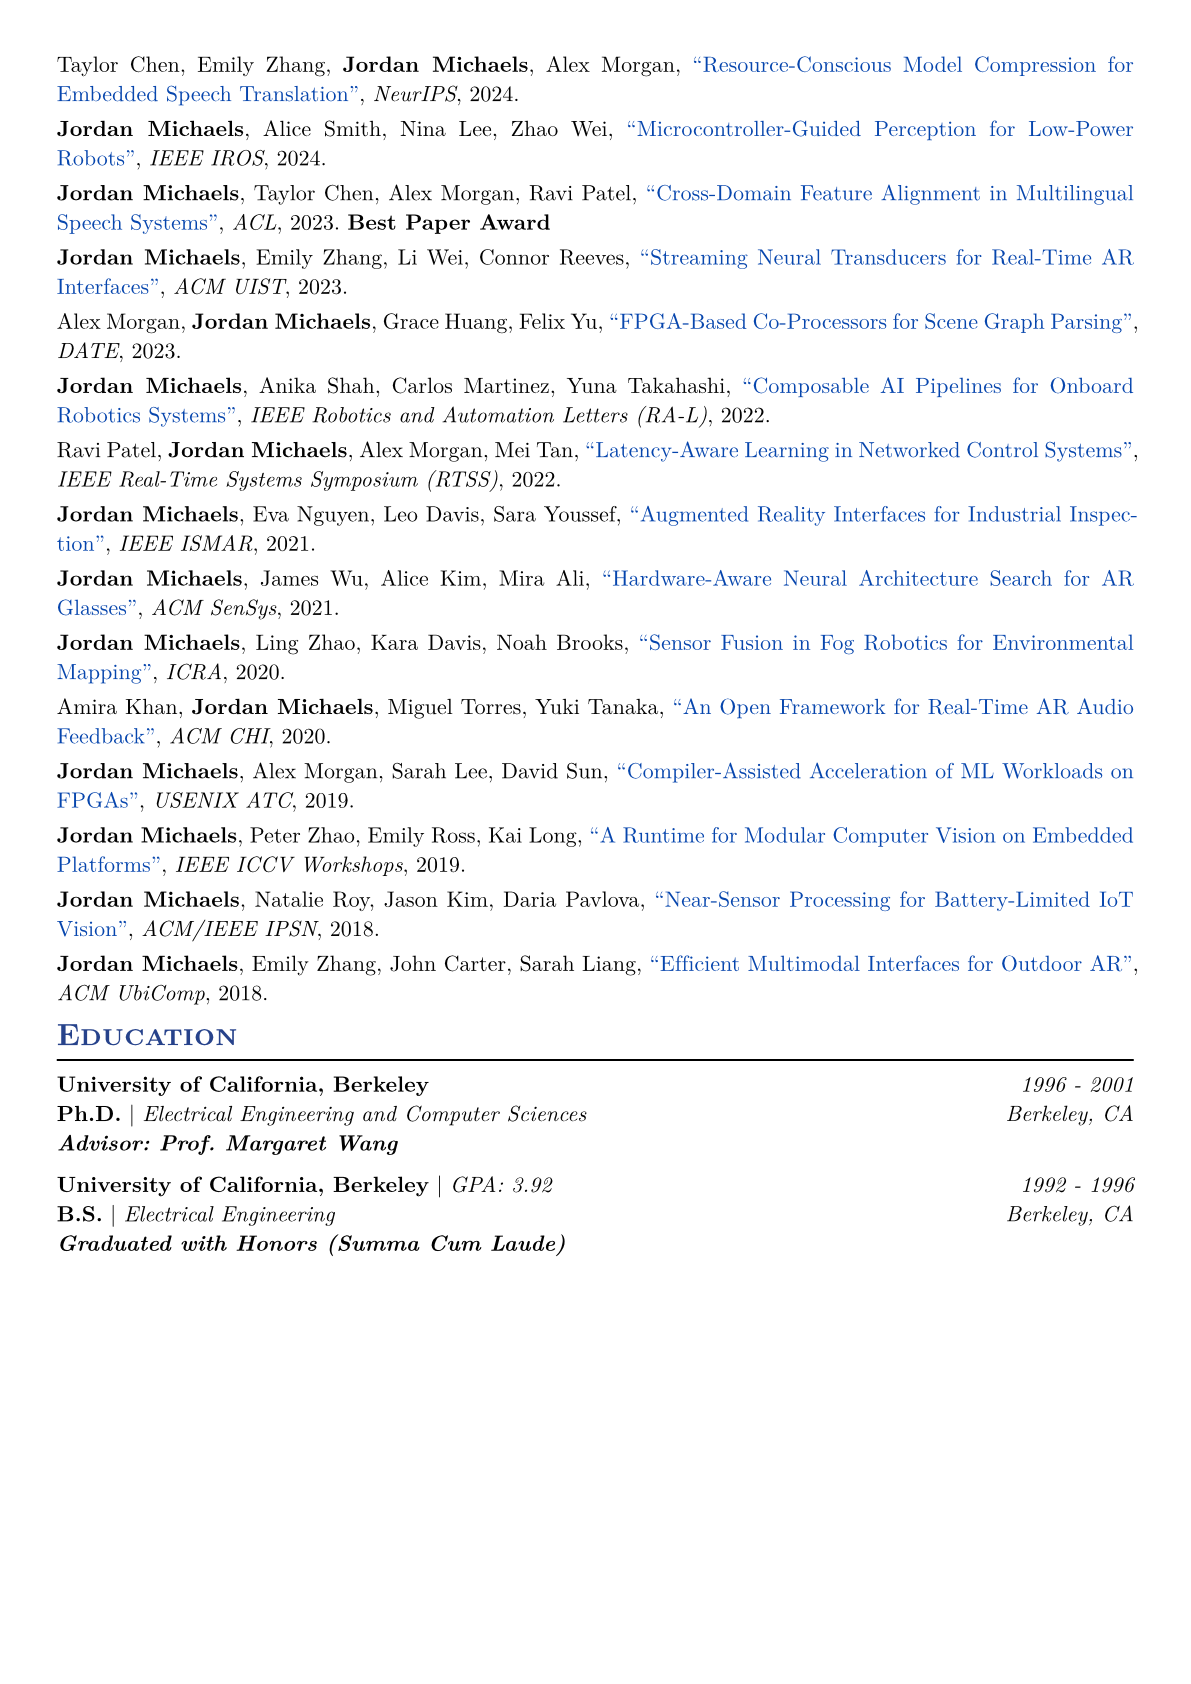 Taylor Chen, Emily Zhang, Jordan Michaels, Alex Morgan, “Resource-Conscious Model Compression for
Embedded Speech Translation”, NeurIPS, 2024.
Jordan Michaels, Alice Smith, Nina Lee, Zhao Wei, “Microcontroller-Guided Perception for Low-Power
Robots”, IEEE IROS, 2024.
Jordan Michaels, Taylor Chen, Alex Morgan, Ravi Patel, “Cross-Domain Feature Alignment in Multilingual
Speech Systems”, ACL, 2023. Best Paper Award
Jordan Michaels, Emily Zhang, Li Wei, Connor Reeves, “Streaming Neural Transducers for Real-Time AR
Interfaces”, ACM UIST, 2023.
Alex Morgan, Jordan Michaels, Grace Huang, Felix Yu, “FPGA-Based Co-Processors for Scene Graph Parsing”,
DATE, 2023.
Jordan Michaels, Anika Shah, Carlos Martinez, Yuna Takahashi, “Composable AI Pipelines for Onboard
Robotics Systems”, IEEE Robotics and Automation Letters (RA-L), 2022.
Ravi Patel, Jordan Michaels, Alex Morgan, Mei Tan, “Latency-Aware Learning in Networked Control Systems”,
IEEE Real-Time Systems Symposium (RTSS), 2022.
Jordan Michaels, Eva Nguyen, Leo Davis, Sara Youssef, “Augmented Reality Interfaces for Industrial Inspec-
tion”, IEEE ISMAR, 2021.
Jordan Michaels, James Wu, Alice Kim, Mira Ali, “Hardware-Aware Neural Architecture Search for AR
Glasses”, ACM SenSys, 2021.
Jordan Michaels, Ling Zhao, Kara Davis, Noah Brooks, “Sensor Fusion in Fog Robotics for Environmental
Mapping”, ICRA, 2020.
Amira Khan, Jordan Michaels, Miguel Torres, Yuki Tanaka, “An Open Framework for Real-Time AR Audio
Feedback”, ACM CHI, 2020.
Jordan Michaels, Alex Morgan, Sarah Lee, David Sun, “Compiler-Assisted Acceleration of ML Workloads on
FPGAs”, USENIX ATC, 2019.
Jordan Michaels, Peter Zhao, Emily Ross, Kai Long, “A Runtime for Modular Computer Vision on Embedded
Platforms”, IEEE ICCV Workshops, 2019.
Jordan Michaels, Natalie Roy, Jason Kim, Daria Pavlova, “Near-Sensor Processing for Battery-Limited IoT
Vision”, ACM/IEEE IPSN, 2018.
Jordan Michaels, Emily Zhang, John Carter, Sarah Liang, “Efficient Multimodal Interfaces for Outdoor AR”,
ACM UbiComp, 2018.
Education
University of California, Berkeley 1996 - 2001
Ph.D. | Electrical Engineering and Computer Sciences Berkeley, CA
Advisor: Prof. Margaret Wang
University of California, Berkeley | GPA: 3.92 1992 - 1996
B.S. | Electrical Engineering Berkeley, CA
Graduated with Honors (Summa Cum Laude)